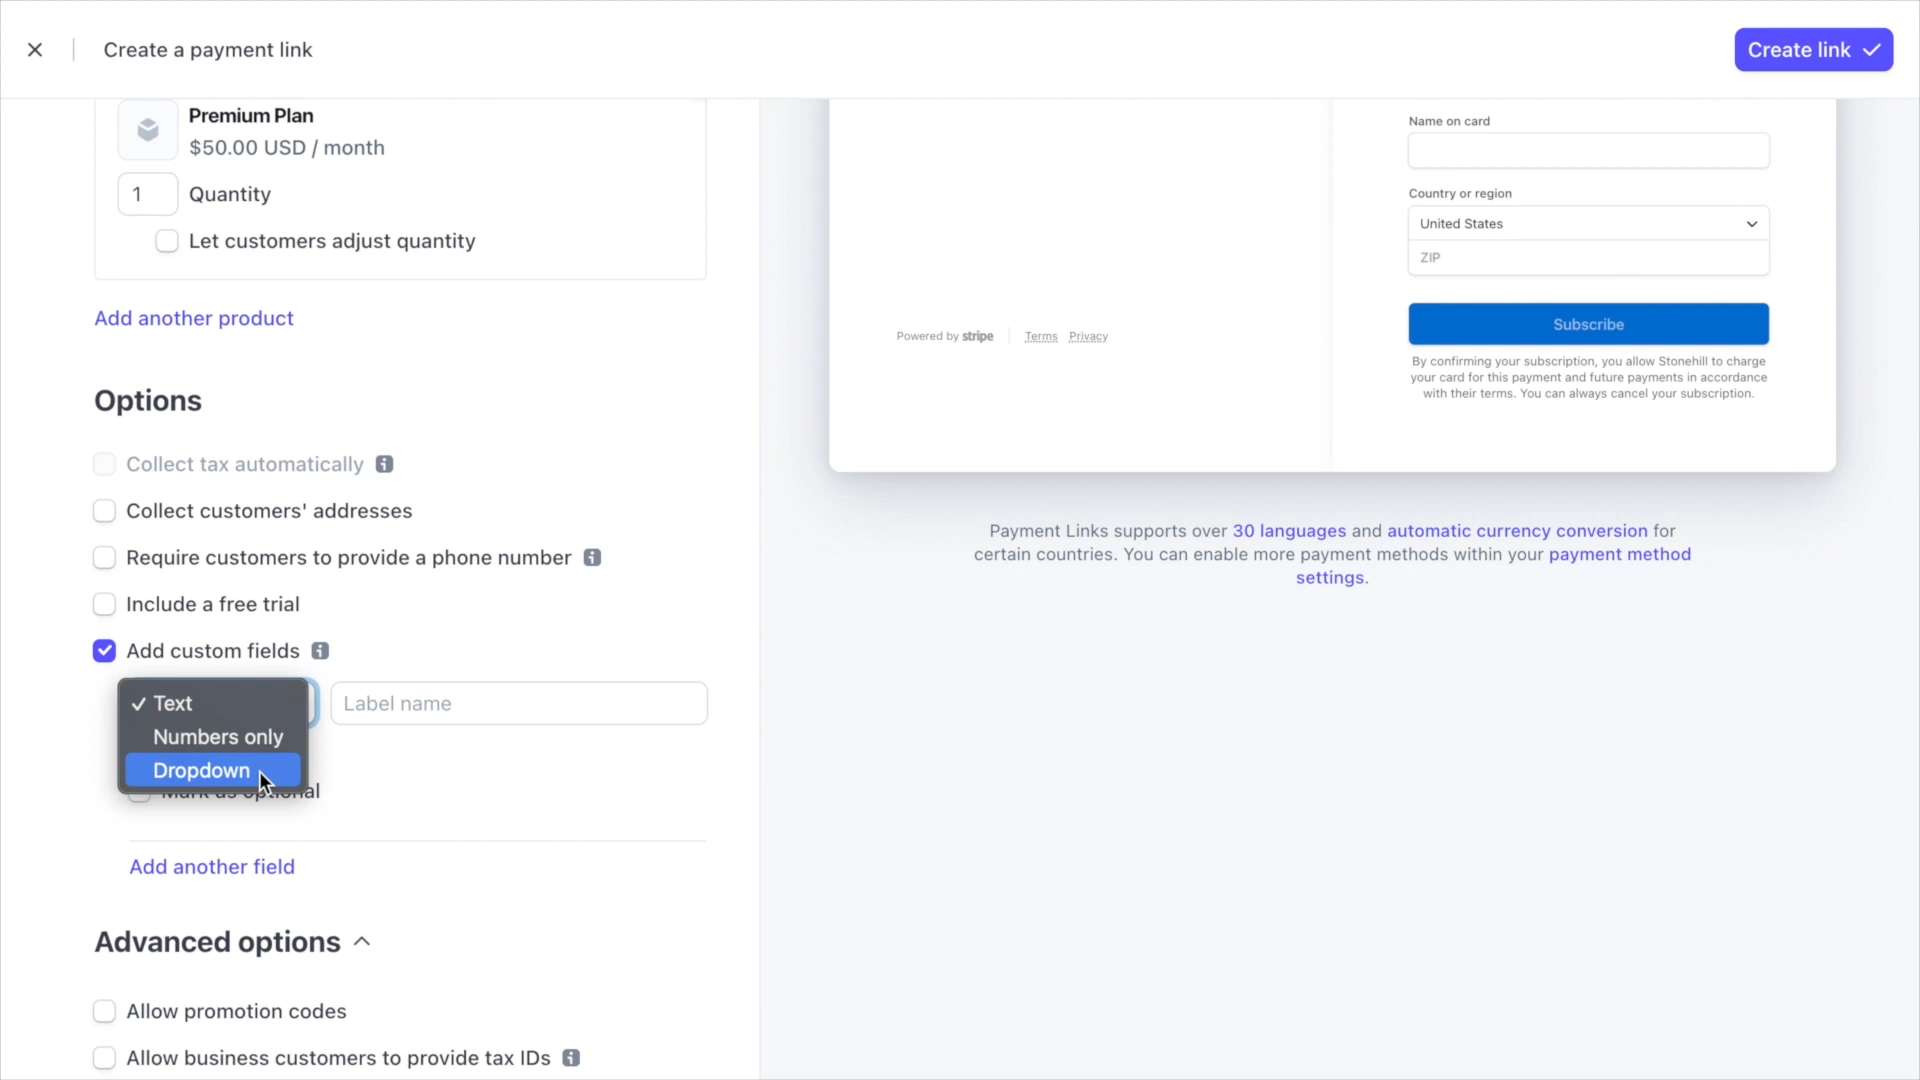 Create a payment link
Create link
Premium Plan
$50.00 USD / month
1 Quantity
Let customers adjust quantity
Add another product
Options
Collect tax automatically
Collect customers' addresses
Require customers to provide a phone number
Include a free trial
Add custom fields
Text
Label name
Numbers only
Dropdown
Mark as optional
Add another field
Advanced options
Allow promotion codes
Allow business customers to provide tax IDs
Name on card
Country or region
United States
ZIP
Subscribe
By confirming your subscription, you allow Stonehill to charge
your card for this payment and future payments in accordance
with their terms. You can always cancel your subscription.
Powered by stripe
Terms Privacy
Payment Links supports over 30 languages and automatic currency conversion for
certain countries. You can enable more payment methods within your payment method
settings.